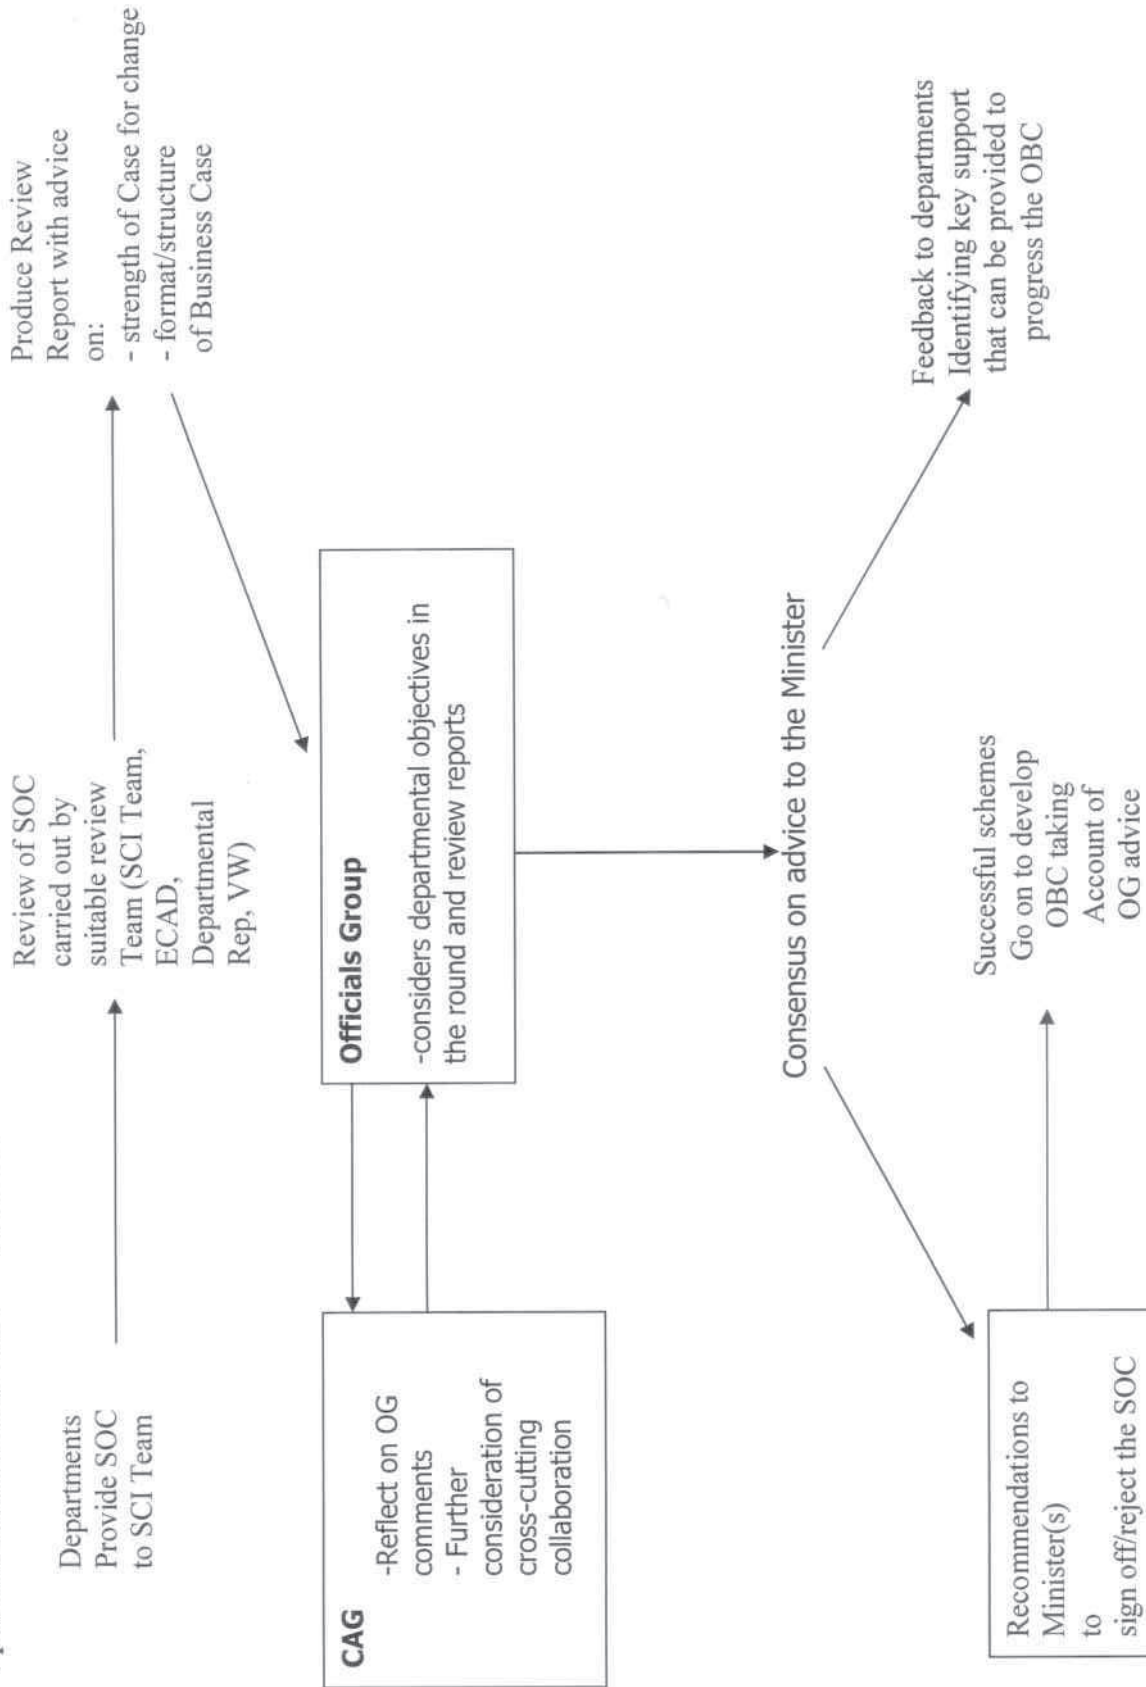 Departments
Provide SOC
to SCI Team
Review of SOC
carried out by
suitable review
Team (SCI Team,
ECAD,
Departmental
Rep, VW)
Produce Review
Report with advice
on:
- strength of Case for change
- format/structure
of Business Case
CAG
-Reflect on OG
comments
- Further
consideration of
cross-cutting
collaboration
Officials Group
-considers departmental objectives in
the round and review reports
Consensus on advice to the Minister
Recommendations to
Minister(s)
to
sign off/reject the SOC
Successful schemes
Go on to develop
OBC taking
Account of
OG advice
Feedback to departments
Identifying key support
that can be provided to
progress the OBC